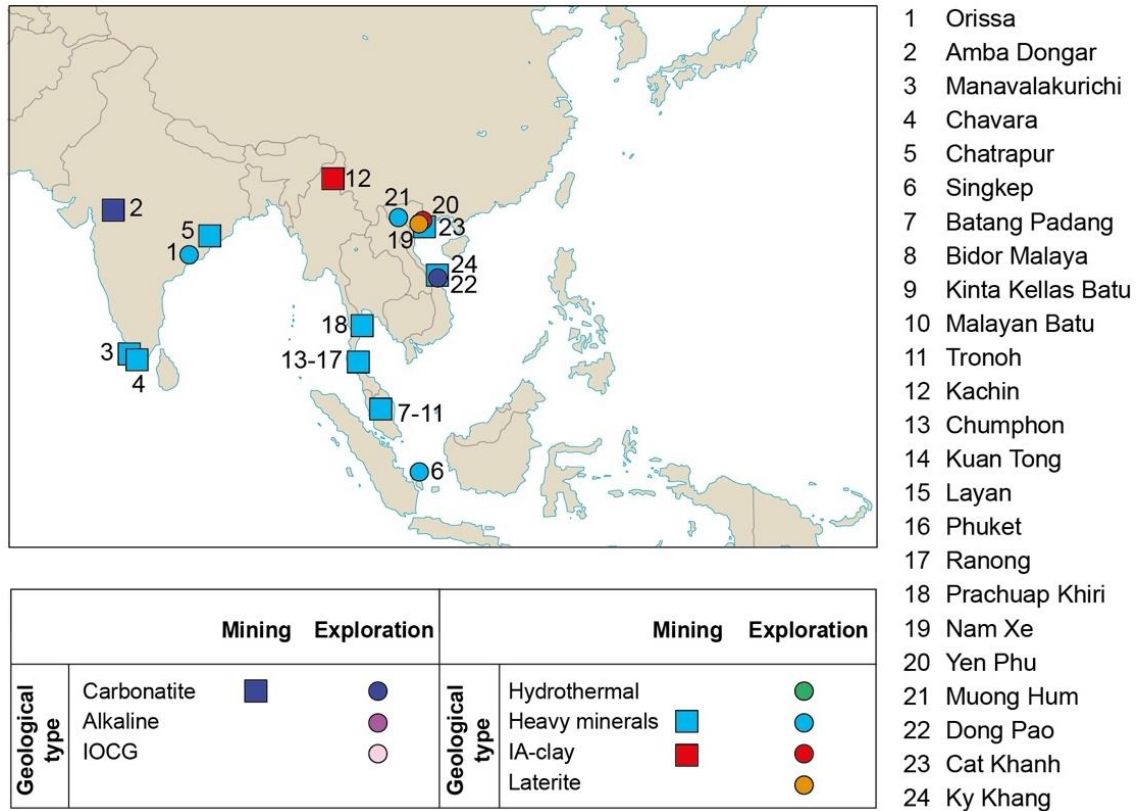 12
2
21
20
5
23
1
19
24
22
18
3
13-17
4
7-11
6
1 Orissa
2 Amba Dongar
3 Manavalakurichi
4 Chavara
5 Chatrapur
6 Singkep
7 Batang Padang
8 Bidor Malaya
9 Kinta Kellas Batu
10 Malayan Batu
11 Tronoh
12 Kachin
13 Chumphon
14 Kuan Tong
15 Layan
16 Phuket
17 Ranong
18 Prachuap Khiri
19 Nam Xe
20 Yen Phu
21 Muong Hum
22 Dong Pao
23 Cat Khanh
24 Ky Khang
Mining Exploration
Geological type
Carbonatite
Alkaline
IOCG
Mining Exploration
Geological type
Hydrothermal
Heavy minerals
IA-clay
Laterite